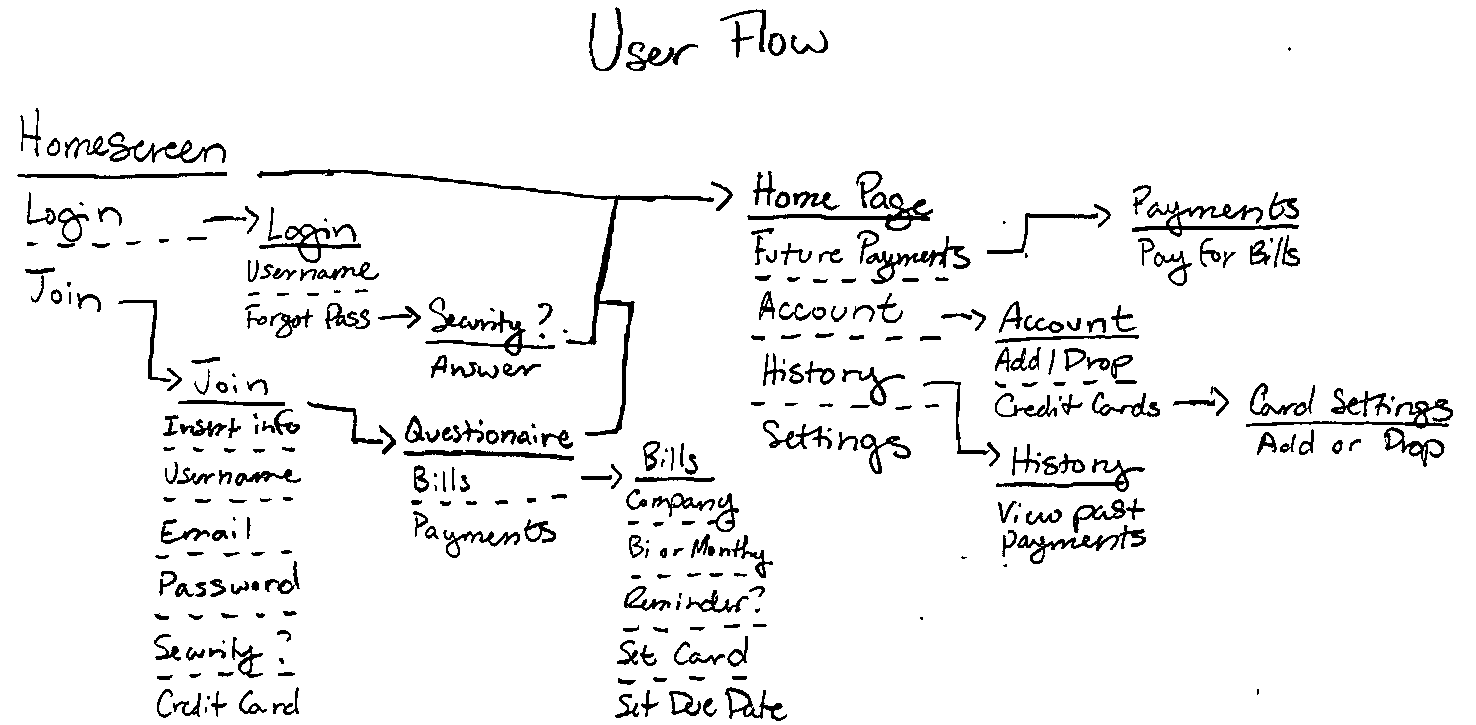 User Flow
Homescreen
Login
Join
Login
Username
Forgot Pass
Security?
Answer
Join
Insrt info
Username
Email
Password
Security?
Credit Card
Questionaire
Bills
Payments
Bills
Company
Bi or Monthy
Reminder?
Set Card
Set Due Date
Home Page
Future Payments
Account
History
Settings
Payments
Pay for Bills
Account
Add/Drop
Credit Cards
Card Settings
Add or Drop
History
View past
payments